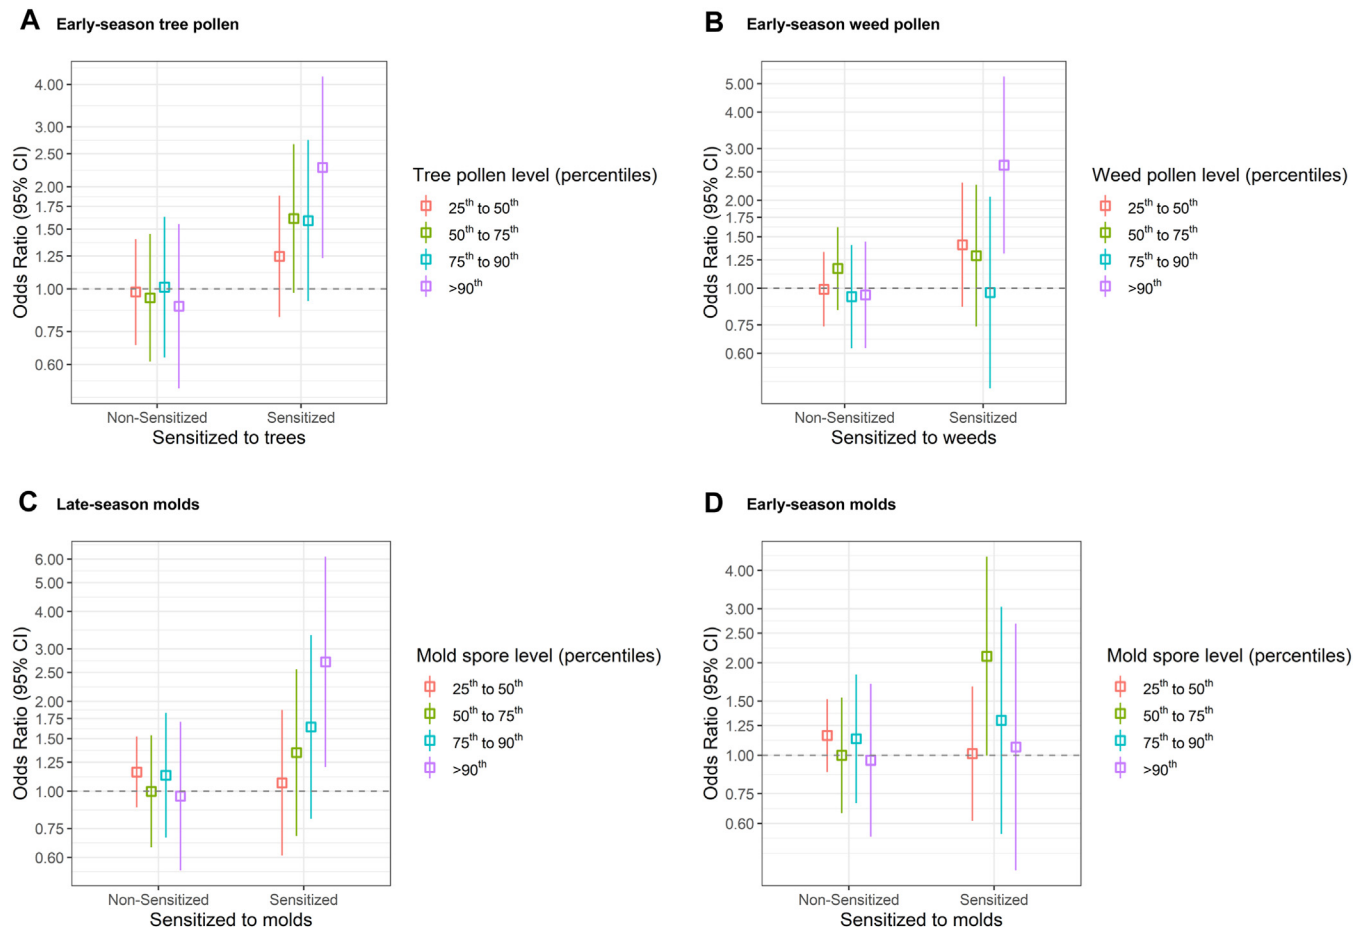 A Early-season tree pollen
4.00
3.00
2.50
2.00
1.75
1.50
1.25
1.00
0.75
0.60
Odds Ratio (95% CI)
Non-Sensitized Sensitized
Sensitized to trees
Tree pollen level (percentiles)
25th to 50th
50th to 75th
75th to 90th
>90th
B Early-season weed pollen
5.00
4.00
3.00
2.50
2.00
1.75
1.50
1.25
1.00
0.75
0.60
Odds Ratio (95% CI)
Non-Sensitized Sensitized
Sensitized to weeds
Weed pollen level (percentiles)
25th to 50th
50th to 75th
75th to 90th
>90th
C Late-season molds
6.00
5.00
4.00
3.00
2.50
2.00
1.75
1.50
1.25
1.00
0.75
0.60
Odds Ratio (95% CI)
Non-Sensitized Sensitized
Sensitized to molds
Mold spore level (percentiles)
25th to 50th
50th to 75th
75th to 90th
>90th
D Early-season molds
4.00
3.00
2.50
2.00
1.50
1.25
1.00
0.75
0.60
Odds Ratio (95% CI)
Non-Sensitized Sensitized
Sensitized to molds
Mold spore level (percentiles)
25th to 50th
50th to 75th
75th to 90th
>90th